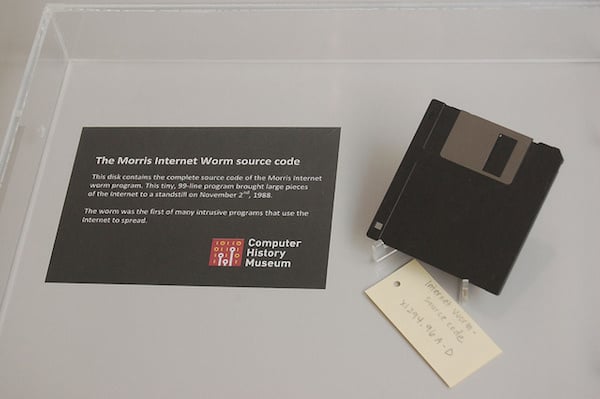 The Morris Internet Worm source code
This disk contains the complete source code of the Morris Internet
worm program. This tiny, 99-line program brought large pieces
of the Internet to a standstill on November 2nd, 1988.
The worm was the first of many intrusive programs that use the
Internet to spread.
Computer
History
Museum
Internet Worm-
source code
X1294.96A-D